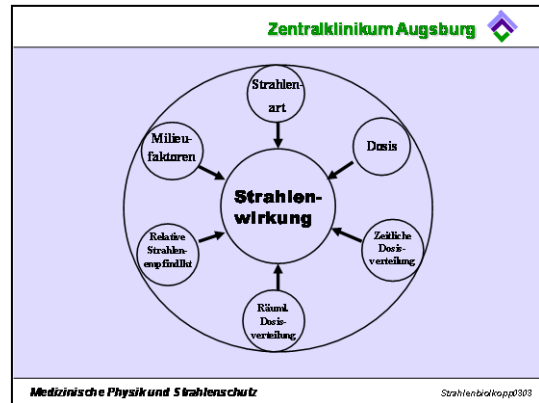 Zentralklinikum Augsburg
Strahlen-
art
Milieu-
faktoren
Dosis
Strahlen-
wirkung
Relative
Strahlen-
empfindlkt
Zeitliche
Dosis-
verteilung
Räuml.
Dosis-
verteilung
Medizinische Physik und Strahlenschutz
Strahlenbiolkopp0303